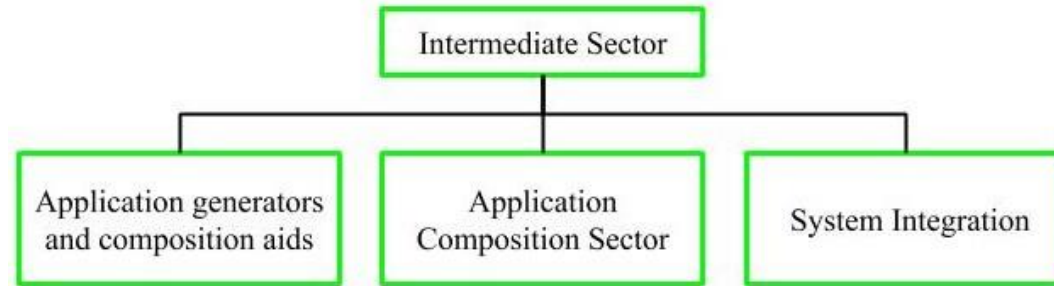 Intermediate Sector
Application generators
and composition aids
Application
Composition Sector
System Integration